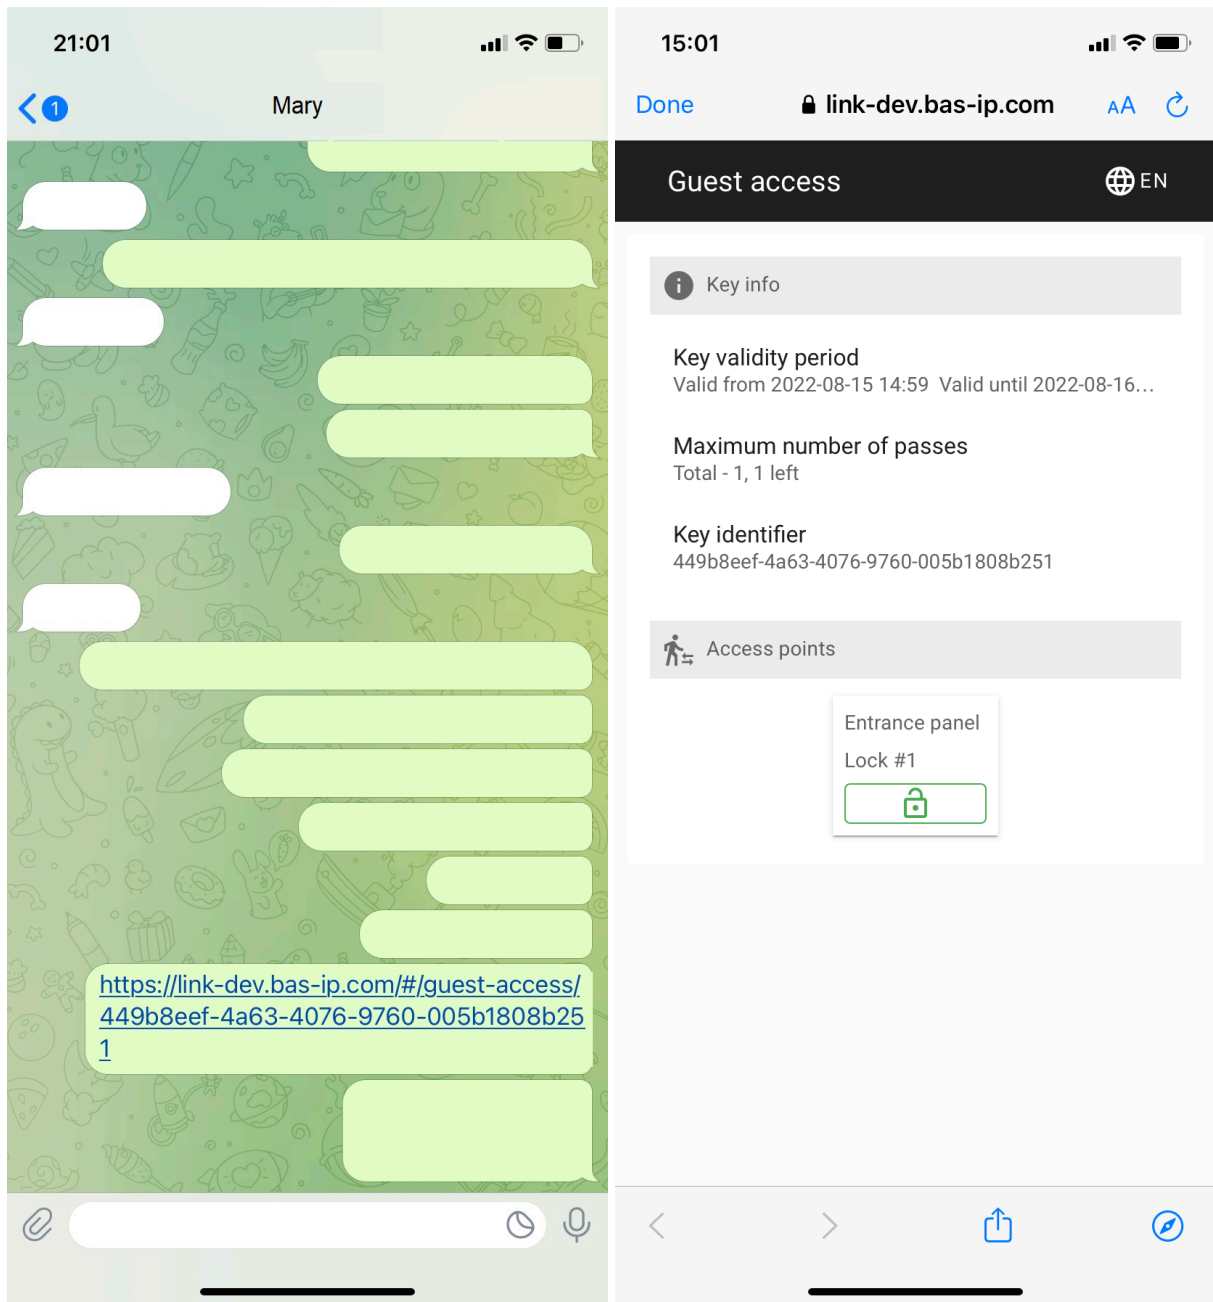 21:01
1
Mary
https://link-dev.bas-ip.com/#/guest-access/
449b8eef-4a63-4076-9760-005b1808b25
1
15:01
Done
link-dev.bas-ip.com
AA
Guest access
EN
Key info
Key validity period
Valid from 2022-08-15 14:59 Valid until 2022-08-16...
Maximum number of passes
Total - 1, 1 left
Key identifier
449b8eef-4a63-4076-9760-005b1808b251
Access points
Entrance panel
Lock #1